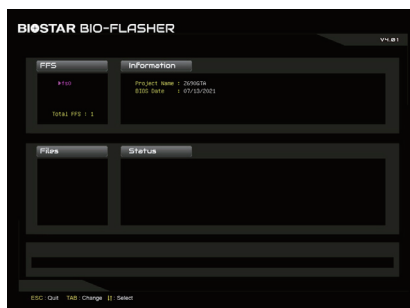 BIOSTAR BIO-FLASHER
V4.01
FFS
Information
fs0
Project Name : Z690GTA
BIOS Date : 07/13/2021
Total FFS : 1
Files
Status
ESC : Quit TAB : Change ↑↓ : Select